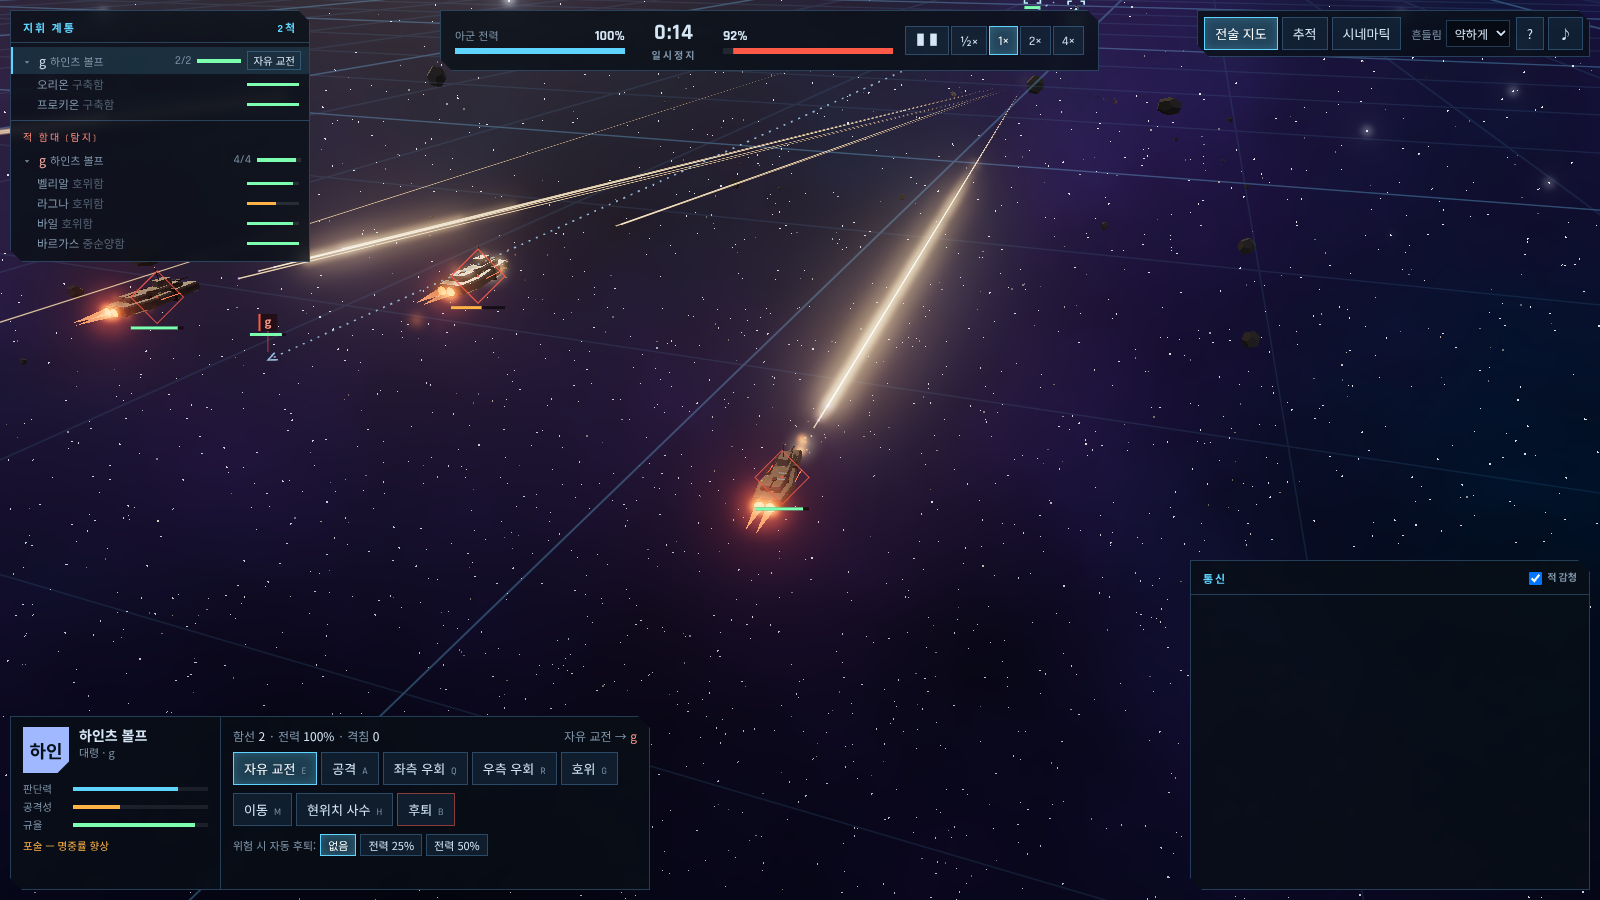 지휘 계통 2척
g 하인츠 볼프 2/2 자유 교전
오리온 구축함
프로키온 구축함
적 함대 (탐지)
g 하인츠 볼프 4/4
벨리알 호위함
라그나 호위함
바일 호위함
바르가스 중순양함
아군 전력 100% 0:14 92%
일시정지
½× 1× 2× 4×
전술 지도 추적 시네마틱 흔들림 약하게 ? ♪
g
통신 적 감청
하인 하인츠 볼프
대령 · g
판단력
공격성
규율
포술 — 명중률 향상
함선 2 · 전력 100% · 격침 0 자유 교전 → g
자유 교전 E 공격 A 좌측 우회 Q 우측 우회 R 호위 G
이동 M 현위치 사수 H 후퇴 B
위험 시 자동 후퇴: 없음 전력 25% 전력 50%